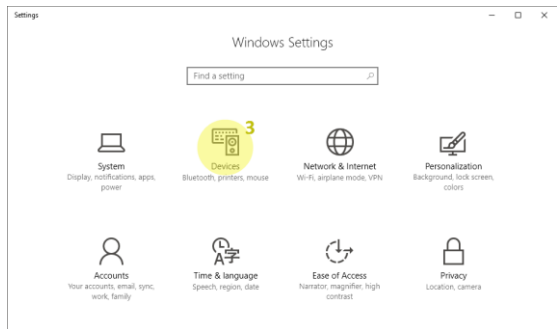 Settings
Windows Settings
Find a setting
3
System
Display, notifications, apps,
power
Devices
Bluetooth, printers, mouse
Network & Internet
Wi-Fi, airplane mode, VPN
Personalization
Background, lock screen,
colors
Accounts
Your accounts, email, sync,
work, family
A字
Time & language
Speech, region, date
Ease of Access
Narrator, magnifier, high
contrast
Privacy
Location, camera